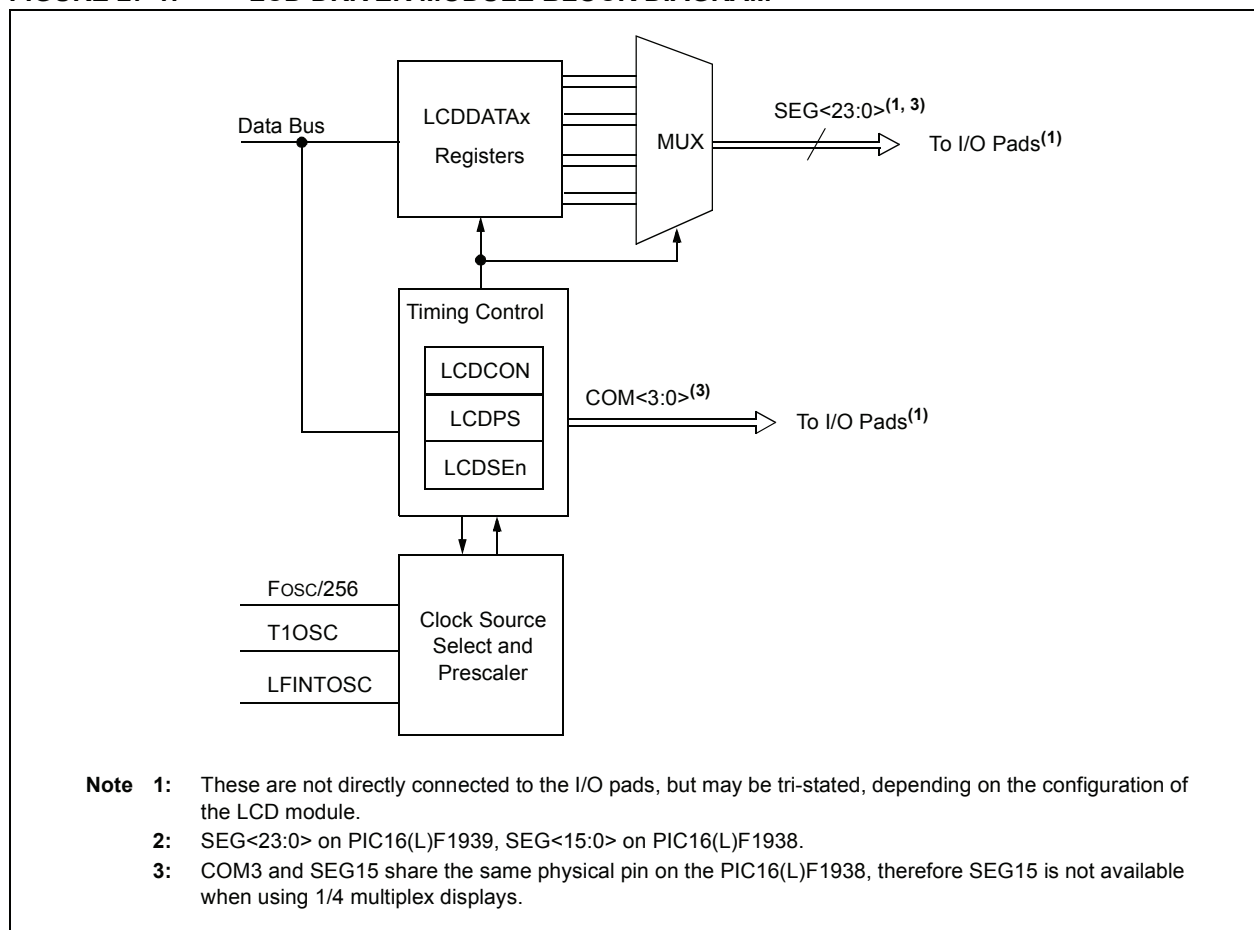 Data Bus
LCDDATAx
Registers
MUX
SEG<23:0>(1, 3)
To I/O Pads(1)
Timing Control
LCDCON
LCDPS
LCDSEn
COM<3:0>(3)
To I/O Pads(1)
FOSC/256
T1OSC
LFINTOSC
Clock Source
Select and
Prescaler
Note 1: These are not directly connected to the I/O pads, but may be tri-stated, depending on the configuration of
the LCD module.
2: SEG<23:0> on PIC16(L)F1939, SEG<15:0> on PIC16(L)F1938.
3: COM3 and SEG15 share the same physical pin on the PIC16(L)F1938, therefore SEG15 is not available
when using 1/4 multiplex displays.